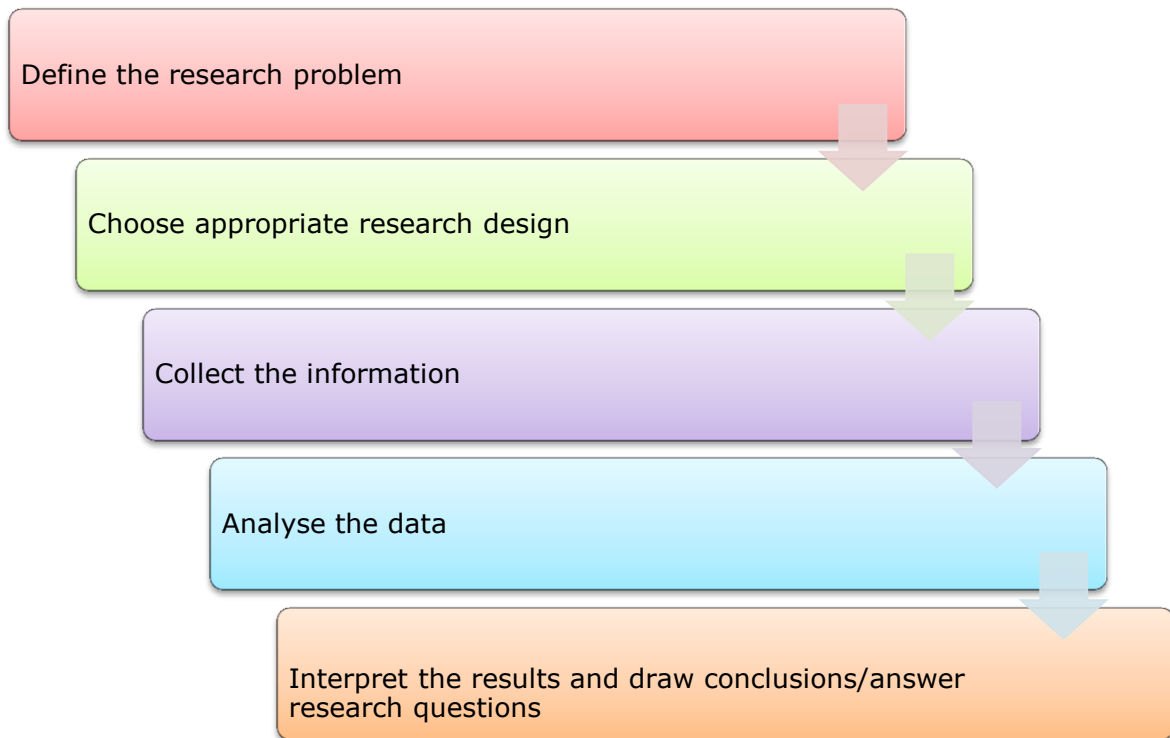 Define the research problem
Choose appropriate research design
Collect the information
Analyse the data
Interpret the results and draw conclusions/answer
research questions